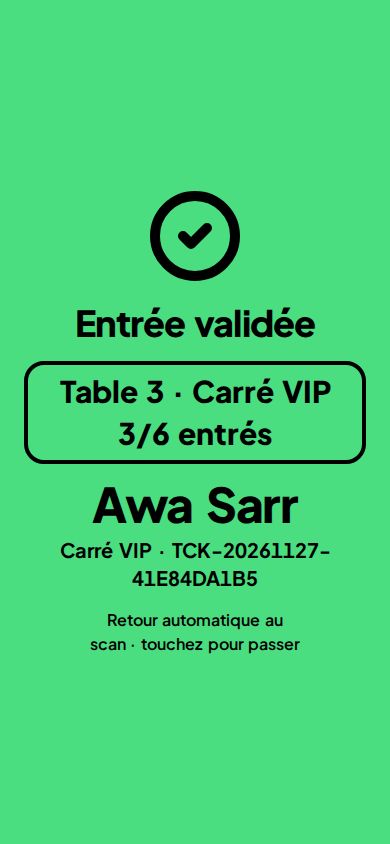 Entrée validée
Table 3 · Carré VIP
3/6 entrés
Awa Sarr
Carré VIP · TCK-20261127-
41E84DA1B5
Retour automatique au
scan · touchez pour passer